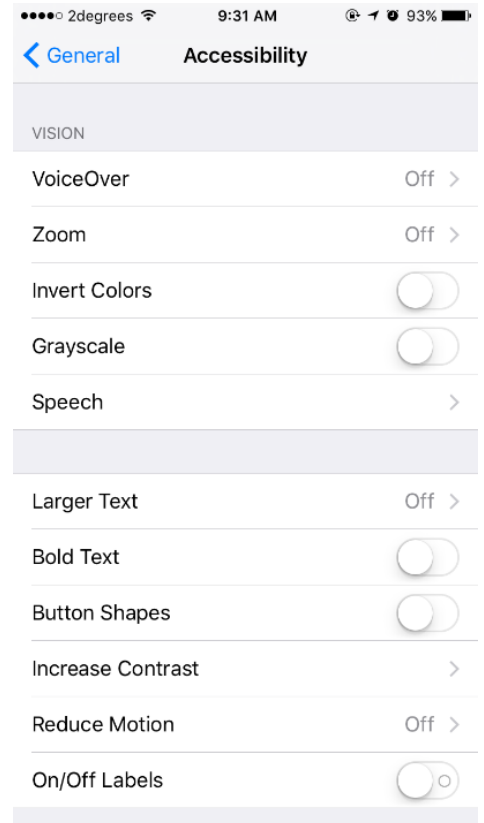 2degrees 9:31 AM 93%
General Accessibility
VISION
VoiceOver Off
Zoom Off
Invert Colors
Grayscale
Speech
Larger Text Off
Bold Text
Button Shapes
Increase Contrast
Reduce Motion Off
On/Off Labels